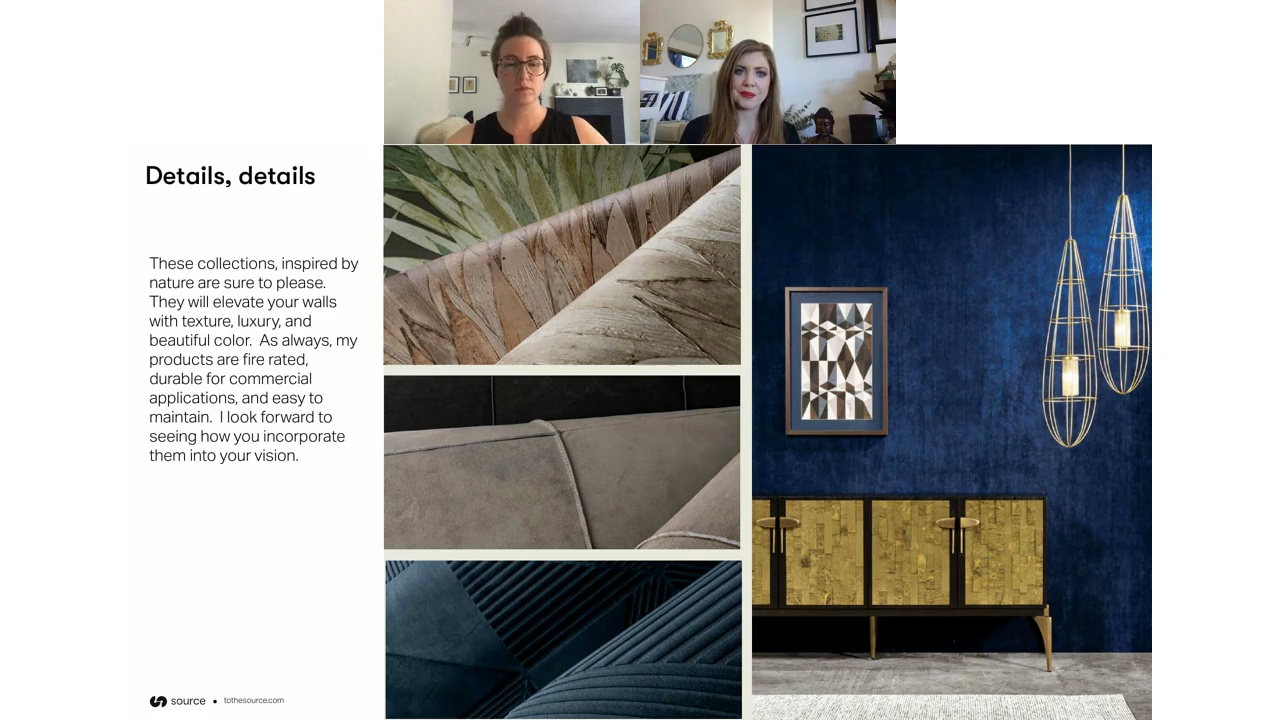 Details, details
These collections, inspired by
nature are sure to please.
They will elevate your walls
with texture, luxury, and
beautiful color.  As always, my
products are fire rated,
durable for commercial
applications, and easy to
maintain.  I look forward to
seeing how you incorporate
them into your vision.
source • tothesource.com